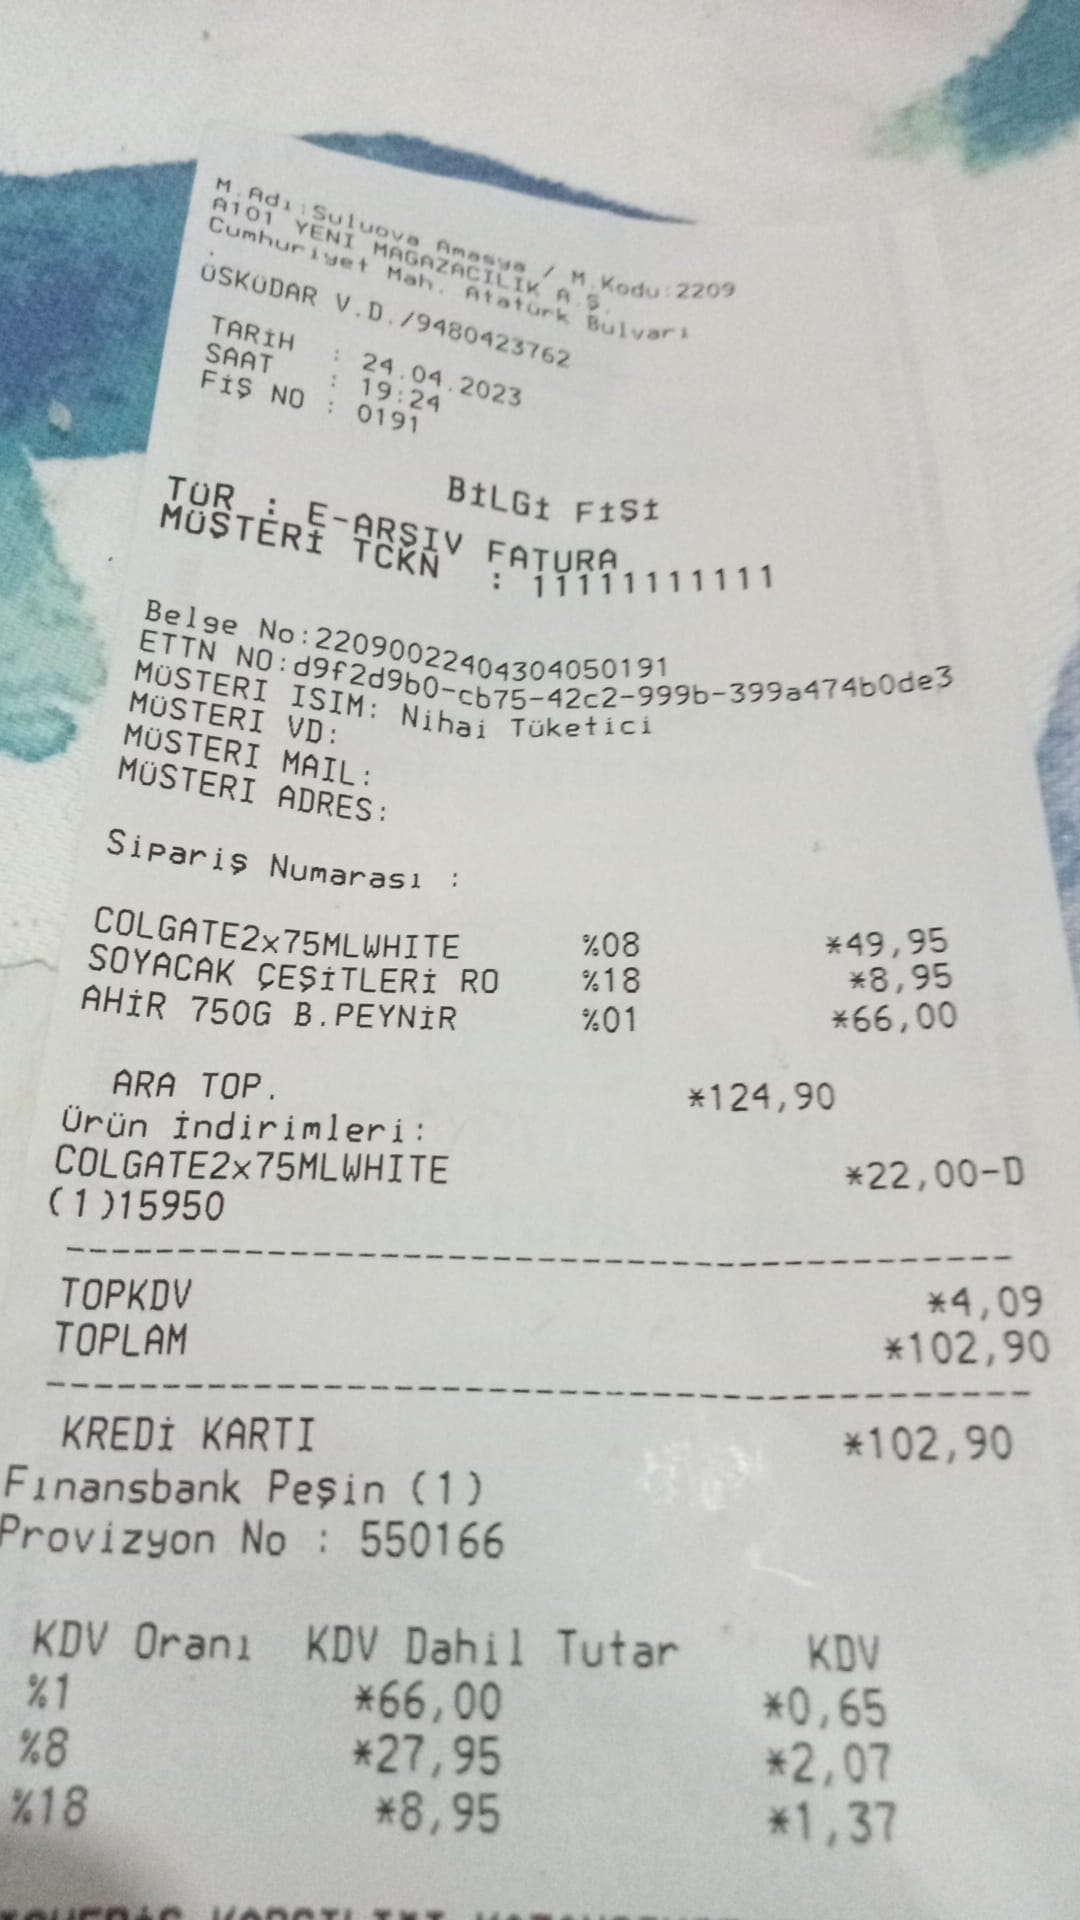 M.Adı:Suluova Amasya / M.Kodu:2209
A101 YENI MAGAZACILIK A.Ş.
Cumhuriyet Mah. Atatürk Bulvarı
.
ÜSKÜDAR V.D./9480423762
TARİH : 24.04.2023
SAAT : 19:24
FİŞ NO : 0191
BİLGİ FİŞİ
TÜR : E-ARŞIV FATURA
MÜŞTERİ TCKN : 11111111111
Belge No:22090022404304050191
ETTN NO:d9f2d9b0-cb75-42c2-999b-399a474b0de3
MÜSTERI ISIM: Nihai Tüketici
MÜSTERI VD:
MÜSTERI MAIL:
MÜSTERI ADRES:
Sipariş Numarası :
COLGATE2x75MLWHITE %08 *49,95
SOYACAK ÇEŞİTLERİ RO %18 *8,95
AHİR 750G B.PEYNİR %01 *66,00
ARA TOP. *124,90
Ürün İndirimleri:
COLGATE2x75MLWHITE *22,00-D
(1)15950
TOPKDV *4,09
TOPLAM *102,90
KREDİ KARTI *102,90
Finansbank Peşin (1)
Provizyon No : 550166
KDV Oranı KDV Dahil Tutar KDV
%1 *66,00 *0,65
%8 *27,95 *2,07
%18 *8,95 *1,37